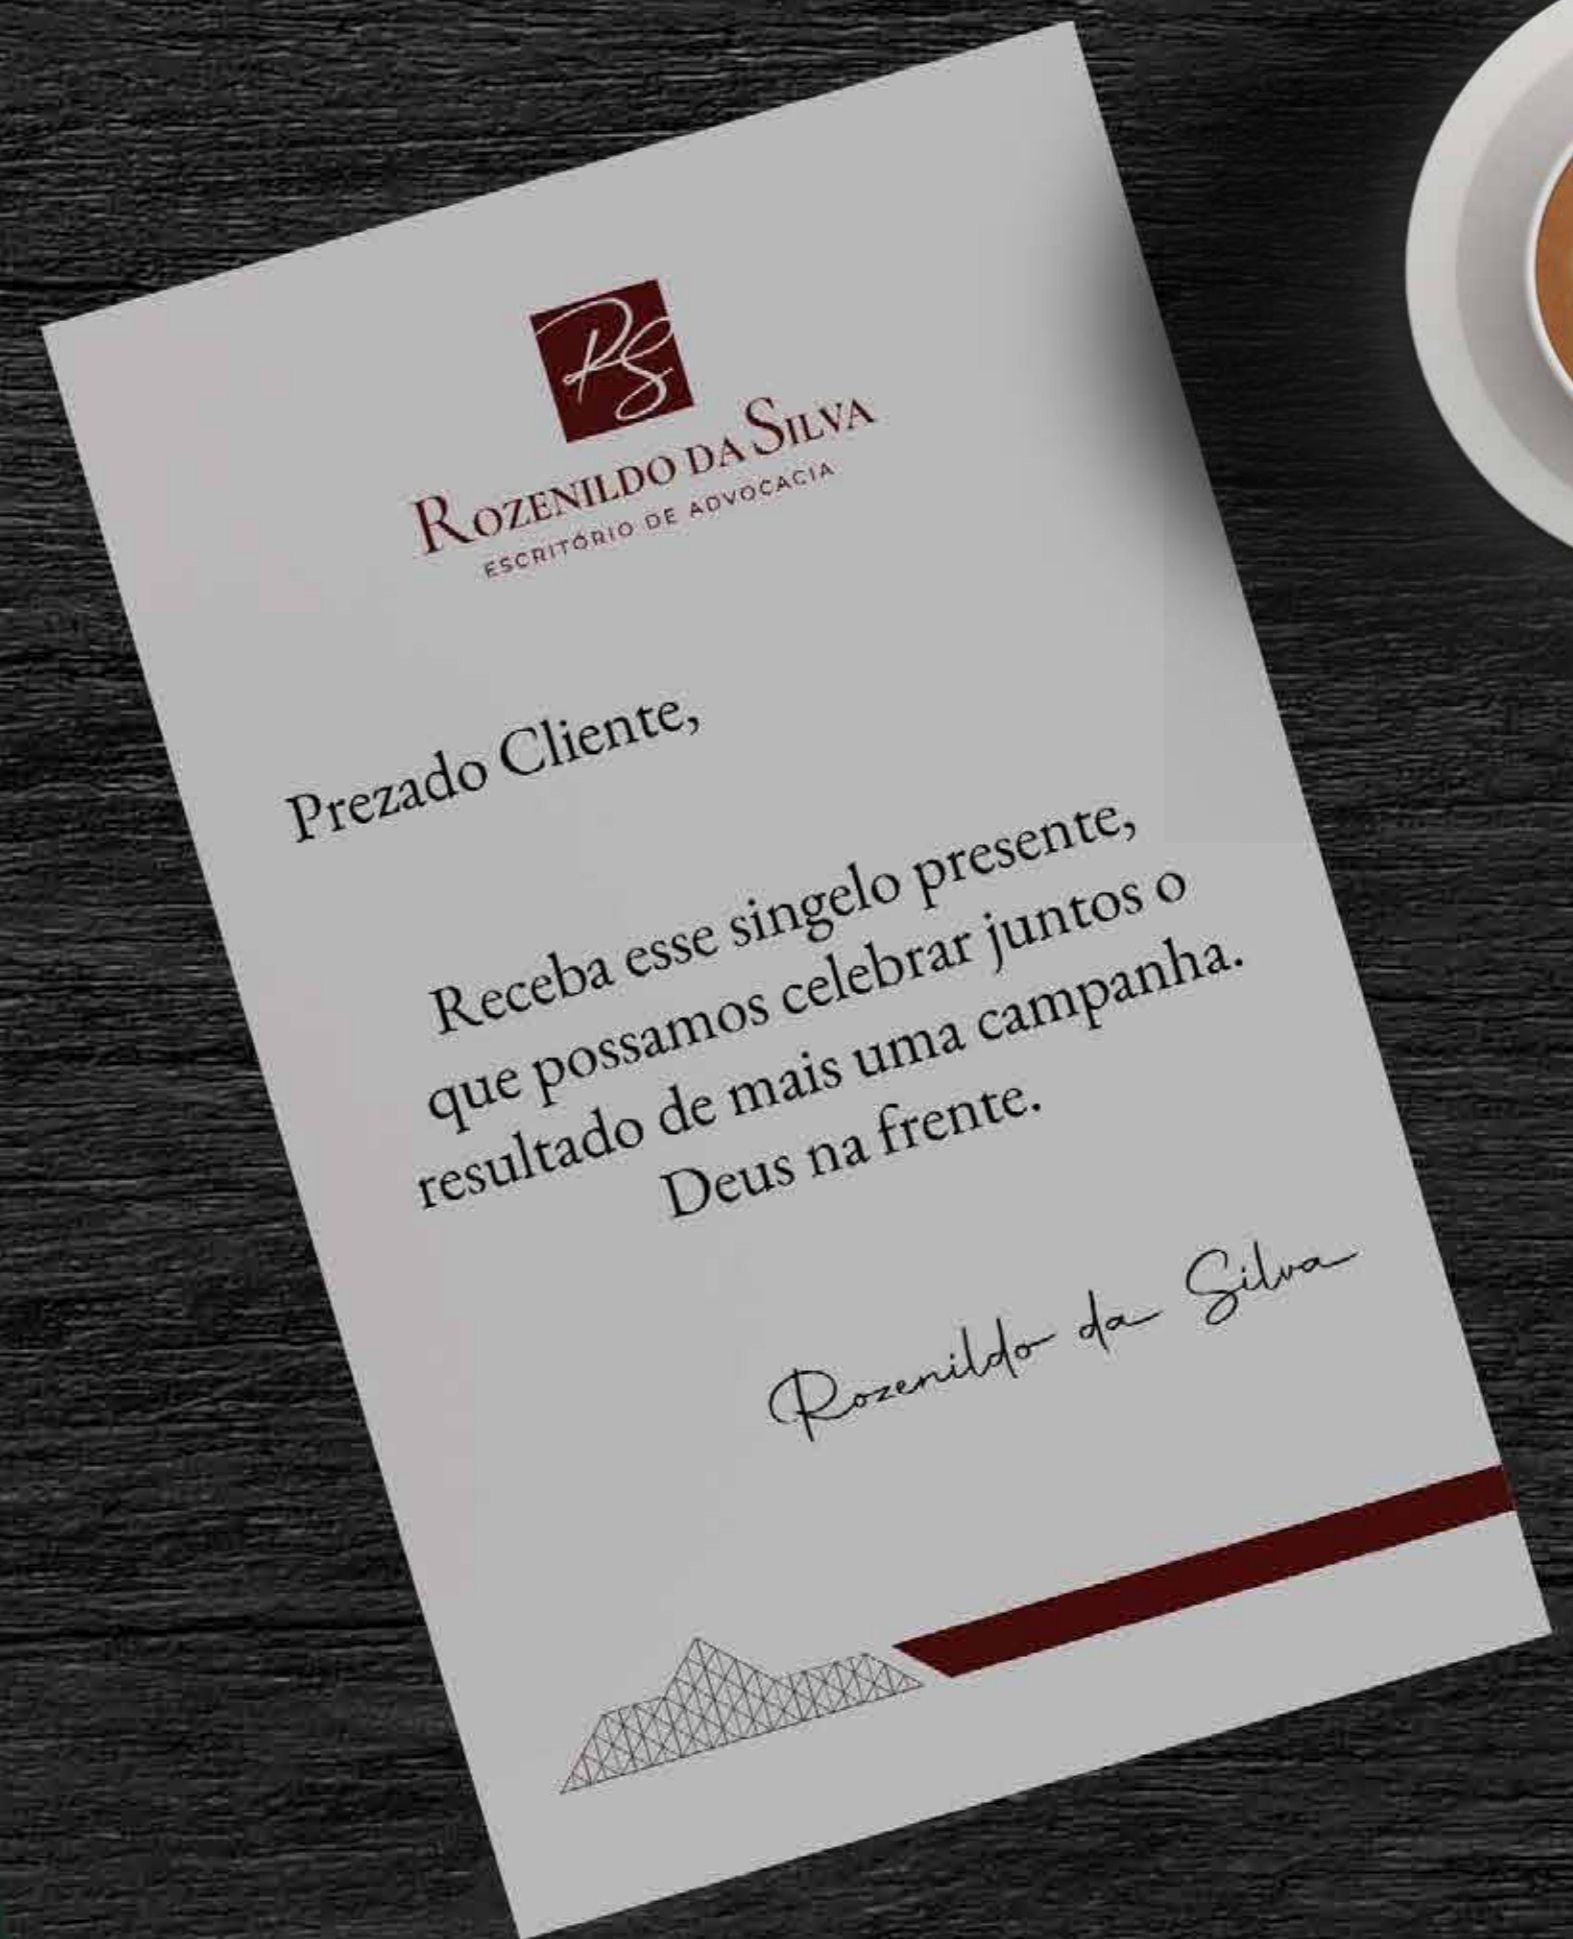 RS
ROZENILDO DA SILVA
ESCRITÓRIO DE ADVOCACIA
Prezado Cliente,
Receba esse singelo presente,
que possamos celebrar juntos o
resultado de mais uma campanha.
Deus na frente.
Rozenildo da Silva